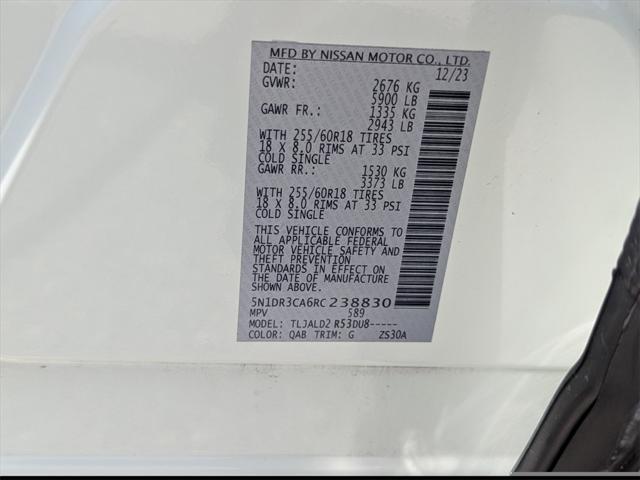 MFD BY NISSAN MOTOR CO., LTD.
DATE: 12/23
GVWR: 2676 KG
5900 LB
GAWR FR.: 1335 KG
2943 LB
WITH 255/60R18 TIRES
18 X 8.0 RIMS AT 33 PSI
COLD SINGLE
GAWR RR.: 1530 KG
3373 LB
WITH 255/60R18 TIRES
18 X 8.0 RIMS AT 33 PSI
COLD SINGLE
THIS VEHICLE CONFORMS TO
ALL APPLICABLE FEDERAL
MOTOR VEHICLE SAFETY AND
THEFT PREVENTION
STANDARDS IN EFFECT ON
THE DATE OF MANUFACTURE
SHOWN ABOVE.
5N1DR3CA6RC238830
MPV 589
MODEL: TLJALD2 R53DU8-----
COLOR: QAB TRIM: G ZS30A